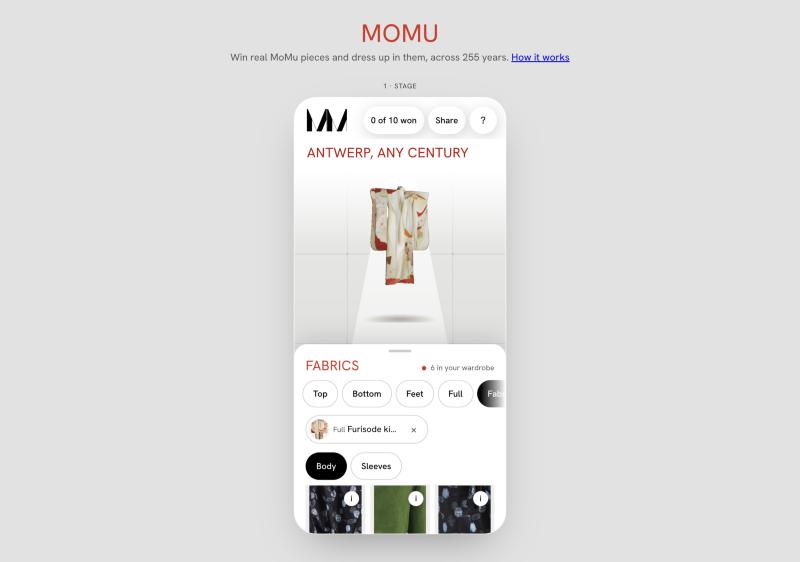 MOMU
Win real MoMu pieces and dress up in them, across 255 years. How it works
1 · STAGE
0 of 10 won
Share
?
ANTWERP, ANY CENTURY
FABRICS
6 in your wardrobe
Top
Bottom
Feet
Full
Fab
Full Furisode ki... ×
Body
Sleeves
i
i
i